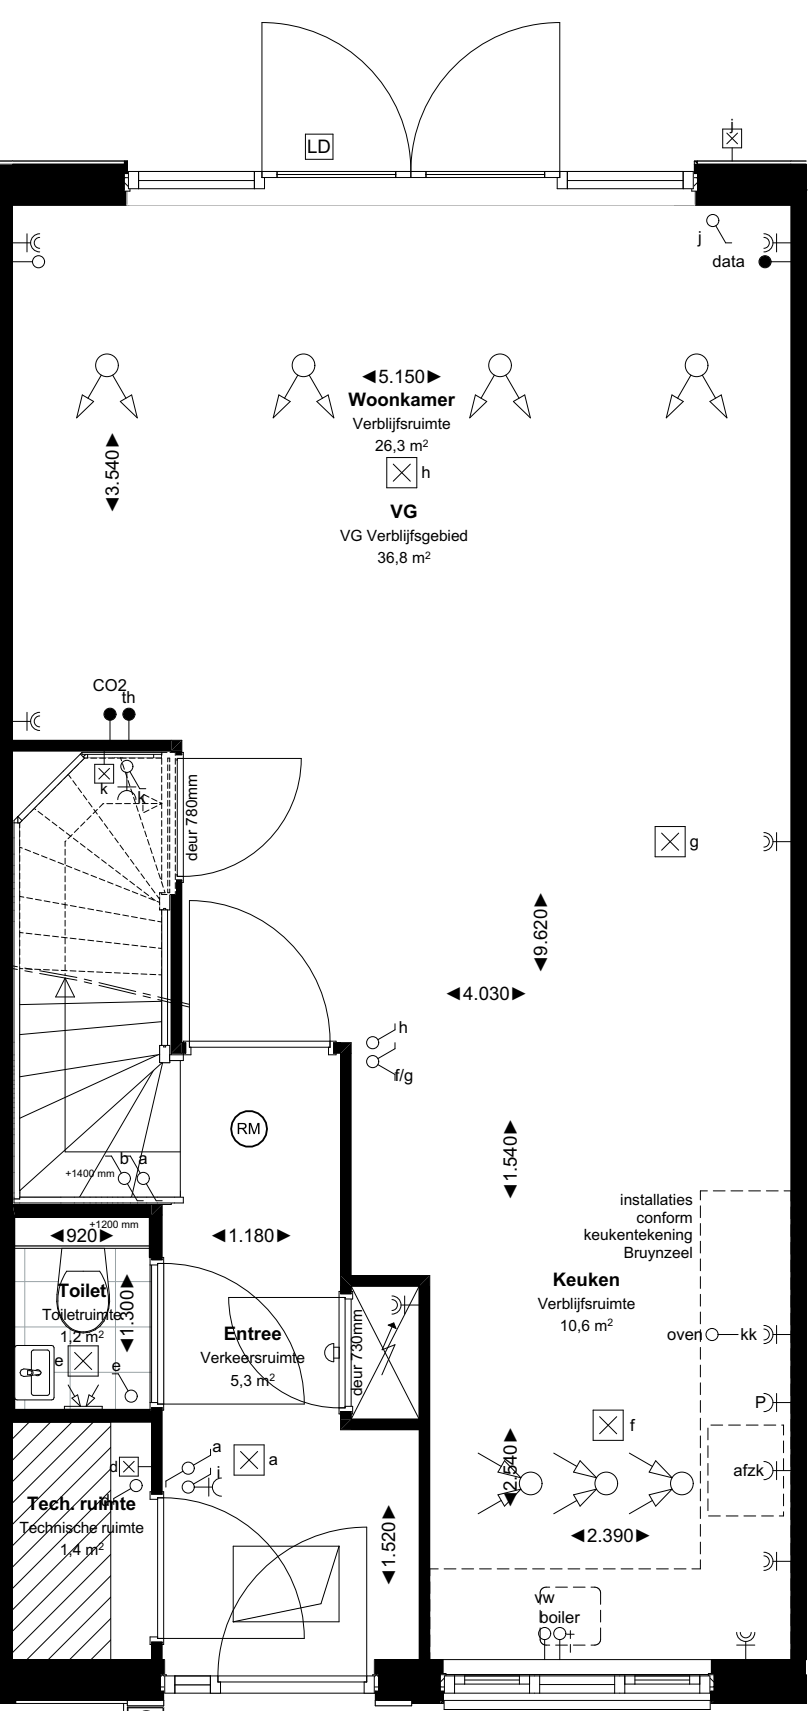 LD
j
j
data
5.150
Woonkamer
Verblijfsruimte
26,3 m²
3.540
h
VG
VG Verblijfsgebied
36,8 m²
CO2
th
k
k
deur 780mm
g
9.620
4.030
h
f/g
RM
1.540
b a
+1400 mm
+1200 mm
920
1.180
installaties
conform
keukentekening
Bruynzeel
Toilet
Toiletruimte
1,2 m²
1.300
Keuken
Verblijfsruimte
10,6 m²
Entree
Verkeersruimte
5,3 m²
deur 730mm
oven
kk
e
e
P
f
a
a
i
d
afzk
2.540
Tech. ruimte
Technische ruimte
1,4 m²
1.520
2.390
vw
boiler